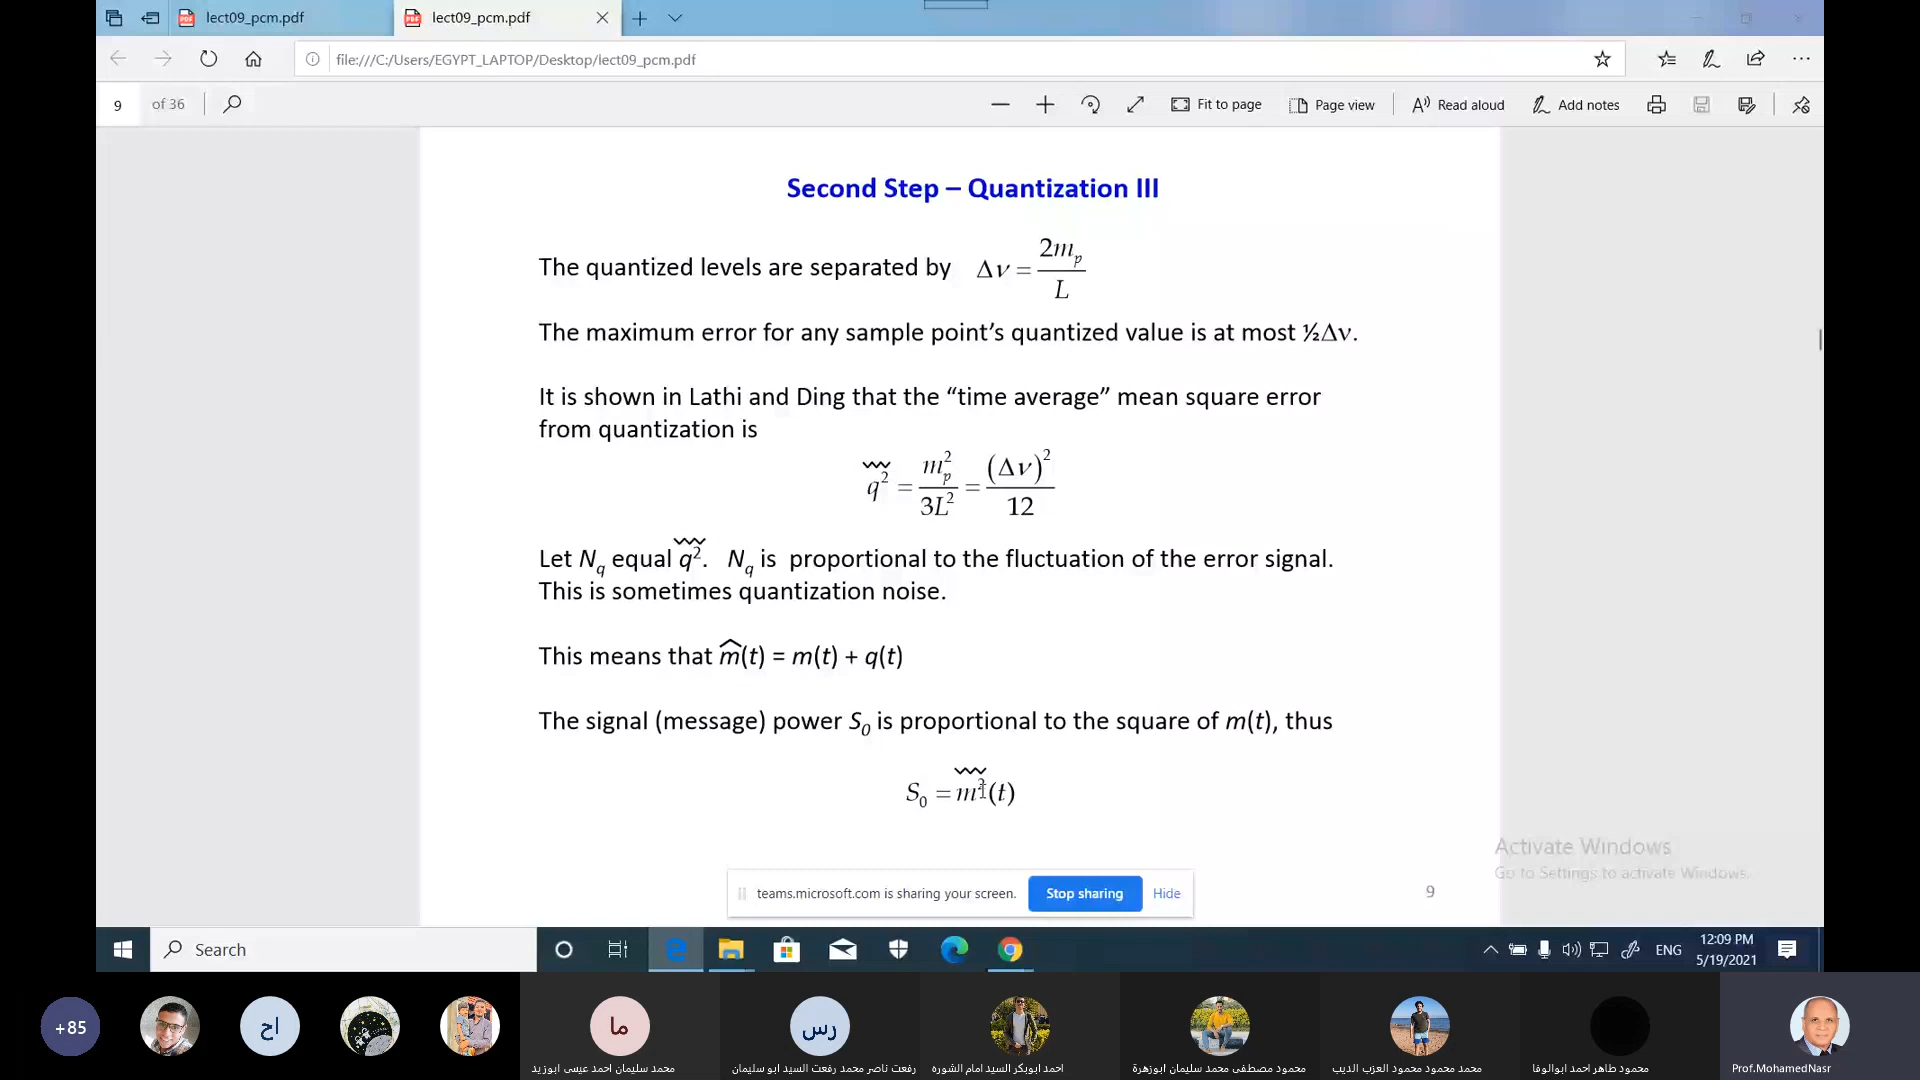 lect09_pcm.pdf
lect09_pcm.pdf
file:///C:/Users/EGYPT_LAPTOP/Desktop/lect09_pcm.pdf
9 of 36
Fit to page
Page view
Read aloud
Add notes
Second Step – Quantization III
The quantized levels are separated by Δν = 2m_p / L
The maximum error for any sample point’s quantized value is at most ½Δν.
It is shown in Lathi and Ding that the “time average” mean square error
from quantization is
q² = m_p² / 3L² = (Δν)² / 12
Let N_q equal q². N_q is proportional to the fluctuation of the error signal.
This is sometimes quantization noise.
This means that m̂(t) = m(t) + q(t)
The signal (message) power S₀ is proportional to the square of m(t), thus
S₀ = m²(t)
Activate Windows
Go to Settings to activate Windows.
teams.microsoft.com is sharing your screen.
Stop sharing
Hide
9
Search
ENG
12:09 PM
5/19/2021
+85
اح
ما
رس
محمد سليمان احمد عيسى ابوزيد
رفعت ناصر محمد رفعت السيد ابو سليمان
احمد ابوبكر السيد امام الشوره
محمود مصطفى محمد سليمان ابوزهرة
محمد محمود محمود العزب الديب
محمود طاهر احمد ابوالوفا
Prof.MohamedNasr